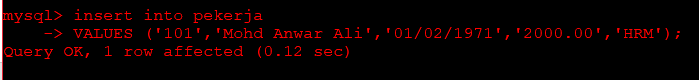 mysql> insert into pekerja
-> VALUES ('101','Mohd Anwar Ali','01/02/1971','2000.00','HRM');
Query OK, 1 row affected (0.12 sec)